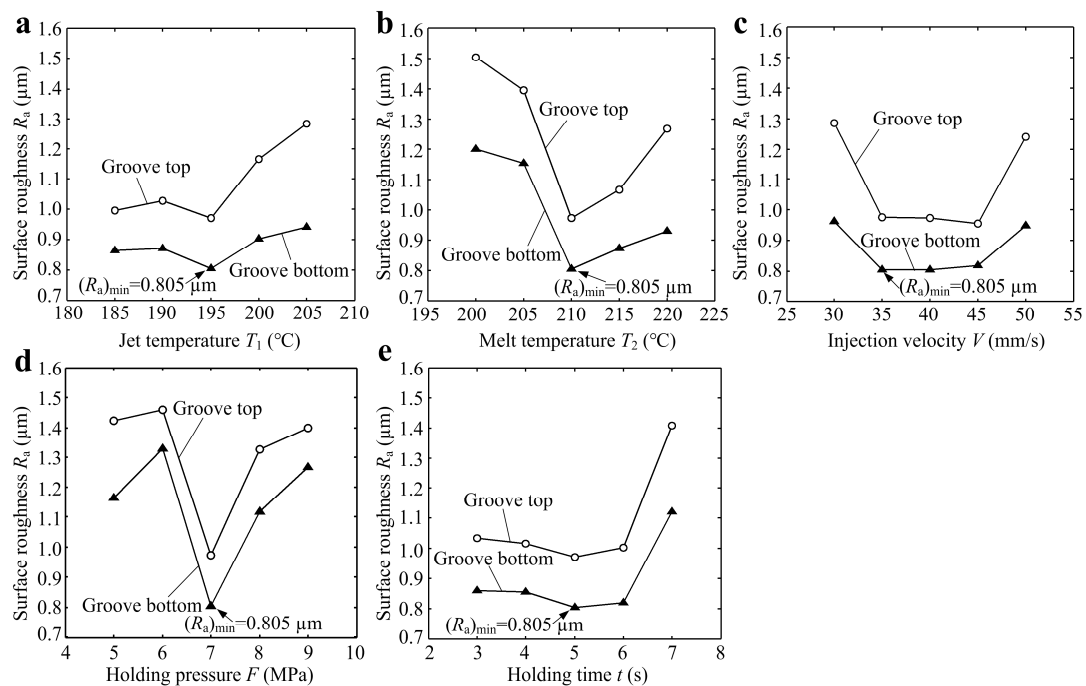 a
1.6
1.5
1.4
1.3
1.2
1.1
1.0
0.9
0.8
0.7
Surface roughness Ra (µm)
Groove top
Groove bottom
(Ra)min=0.805 µm
180 185 190 195 200 205 210
Jet temperature T1 (°C)
b
1.6
1.5
1.4
1.3
1.2
1.1
1.0
0.9
0.8
0.7
Surface roughness Ra (µm)
Groove top
Groove bottom
(Ra)min=0.805 µm
195 200 205 210 215 220 225
Melt temperature T2 (°C)
c
1.6
1.5
1.4
1.3
1.2
1.1
1.0
0.9
0.8
0.7
Surface roughness Ra (µm)
Groove top
Groove bottom
(Ra)min=0.805 µm
25 30 35 40 45 50 55
Injection velocity V (mm/s)
d
1.6
1.5
1.4
1.3
1.2
1.1
1.0
0.9
0.8
0.7
Surface roughness Ra (µm)
Groove top
Groove bottom
(Ra)min=0.805 µm
4 5 6 7 8 9 10
Holding pressure F (MPa)
e
1.6
1.5
1.4
1.3
1.2
1.1
1.0
0.9
0.8
0.7
Surface roughness Ra (µm)
Groove top
Groove bottom
(Ra)min=0.805 µm
2 3 4 5 6 7 8
Holding time t (s)